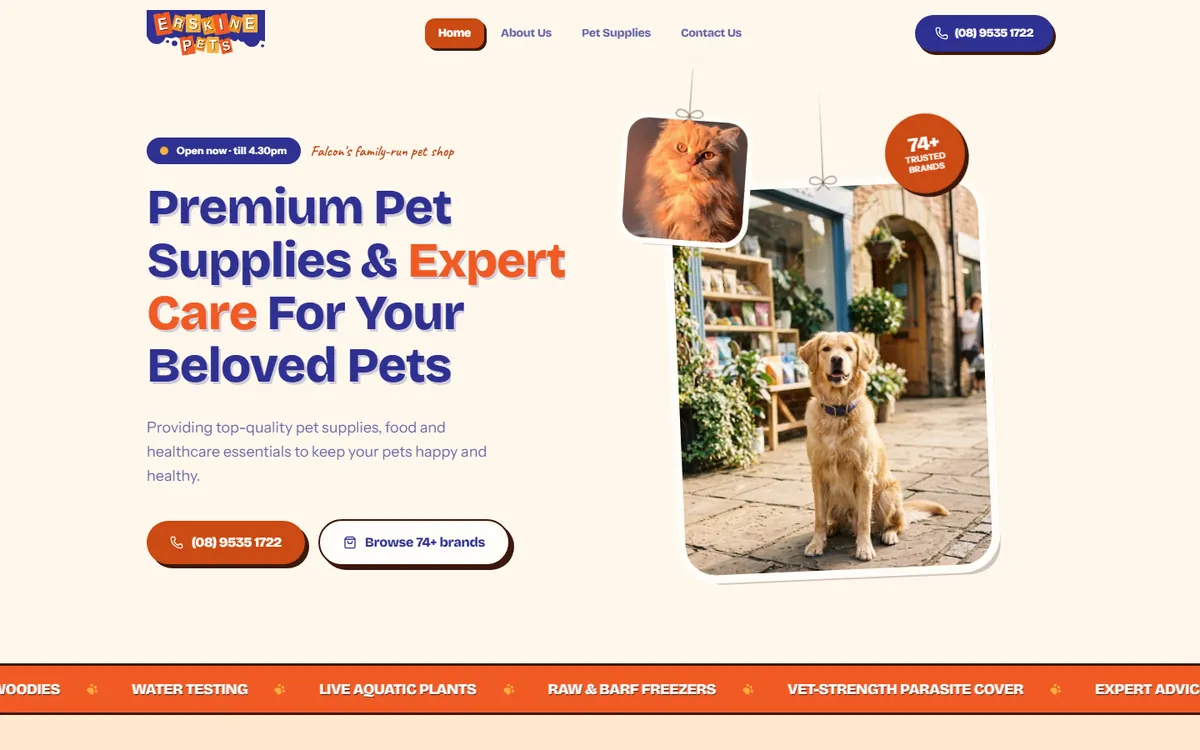 ERSKINE
PETS
Home
About Us
Pet Supplies
Contact Us
(08) 9535 1722
Open now · till 4.30pm
Falcon's family-run pet shop
Premium Pet
Supplies & Expert
Care For Your
Beloved Pets
Providing top-quality pet supplies, food and
healthcare essentials to keep your pets happy and
healthy.
(08) 9535 1722
Browse 74+ brands
74+
TRUSTED
BRANDS
WOODIES
WATER TESTING
LIVE AQUATIC PLANTS
RAW & BARF FREEZERS
VET-STRENGTH PARASITE COVER
EXPERT ADVIC